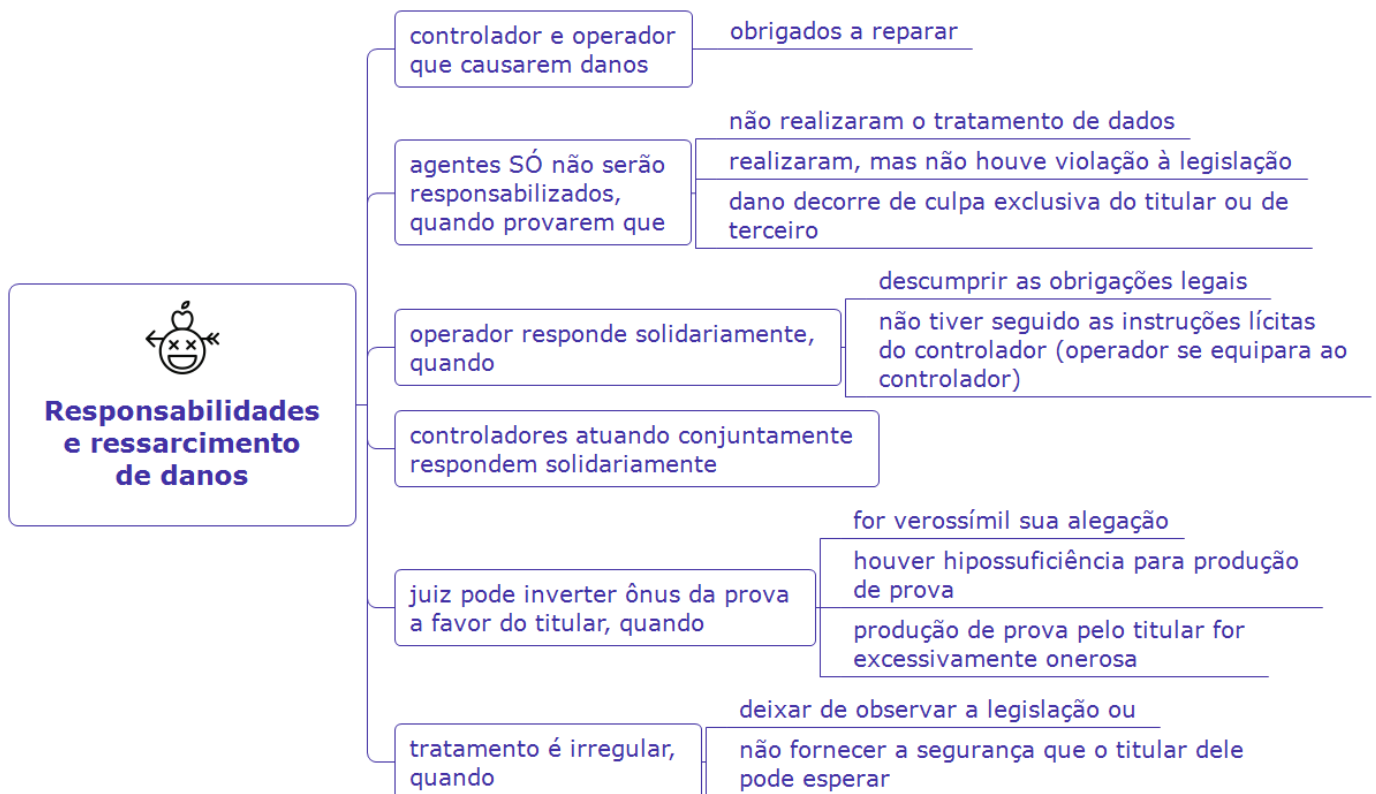 controlador e operador
que causarem danos
obrigados a reparar
agentes SÓ não serão
responsabilizados,
quando provarem que
não realizaram o tratamento de dados
realizaram, mas não houve violação à legislação
dano decorre de culpa exclusiva do titular ou de
terceiro
Responsabilidades
e ressarcimento
de danos
operador responde solidariamente,
quando
descumprir as obrigações legais
não tiver seguido as instruções lícitas
do controlador (operador se equipara ao
controlador)
controladores atuando conjuntamente
respondem solidariamente
juiz pode inverter ônus da prova
a favor do titular, quando
for verossímil sua alegação
houver hipossuficiência para produção
de prova
produção de prova pelo titular for
excessivamente onerosa
tratamento é irregular,
quando
deixar de observar a legislação ou
não fornecer a segurança que o titular dele
pode esperar